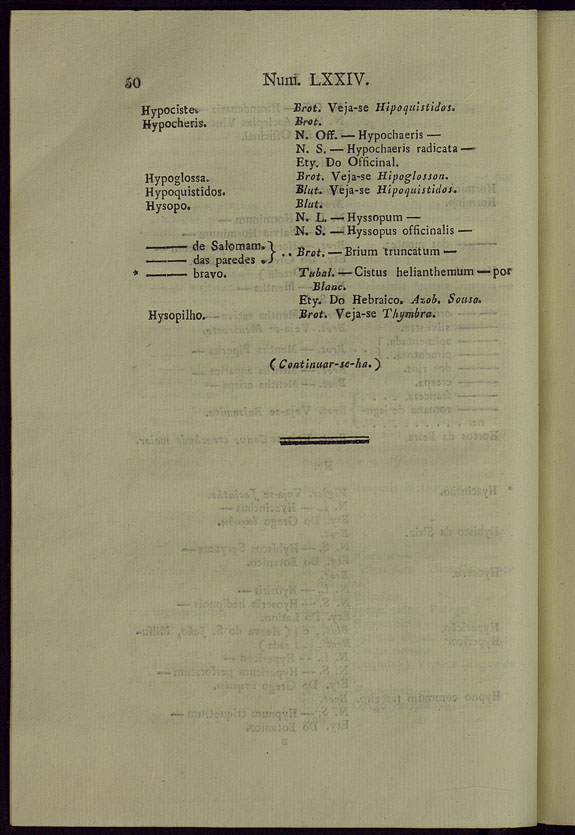 50 Num. LXXIV.
Hypociste. Brot. Veja-se Hipoquistidos.
Hypocheris. Brot.
N. Off. — Hypochaeris —
N. S. — Hypochaeris radicata —
Ety. Do Officinal.
Hypoglossa. Brot. Veja-se Hipoglosson.
Hypoquistidos. Blut. Veja-se Hipoquistidos.
Hysopo. Blut.
N. L. — Hyssopum —
N. S. — Hyssopus officinalis —
——— de Salomam.
——— das paredes . } . . Brot. — Brium truncatum —
* ——— bravo. Tubal. — Cistus helianthemum — por
Blanc.
Ety. Do Hebraico. Azob. Sousa.
Hysopilho. Brot. Veja-se Thymbra.
( Continuar-se-ha. )